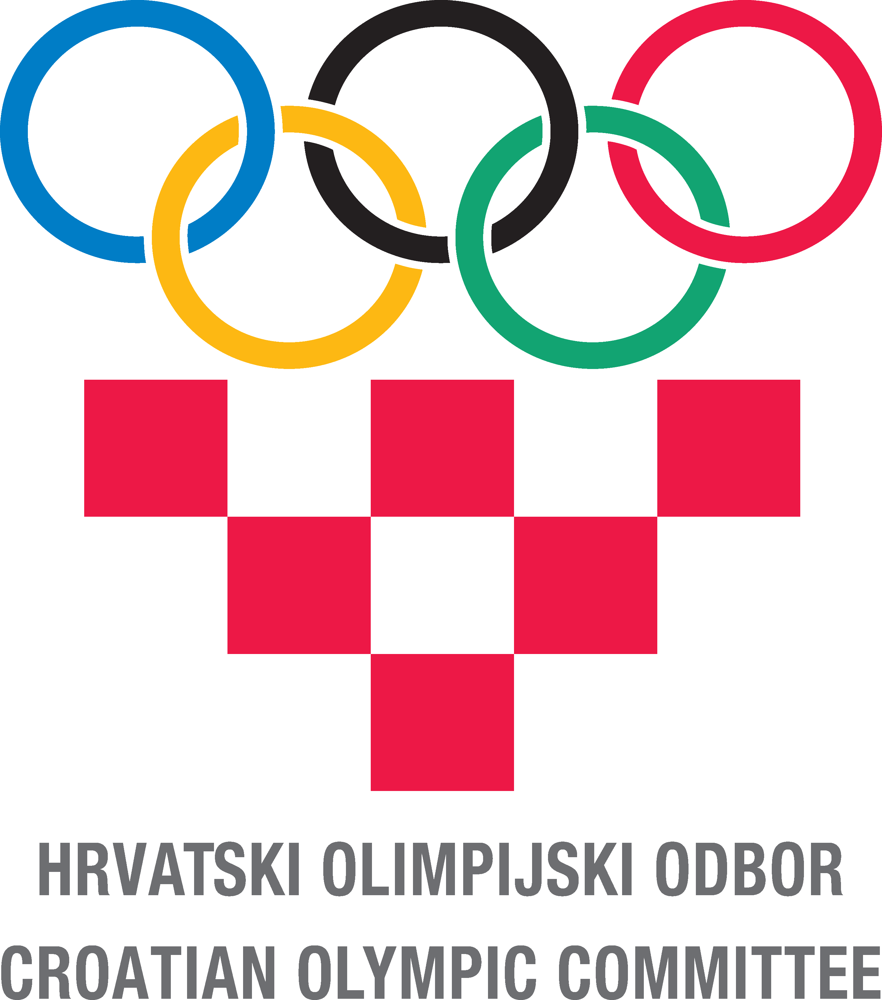 HRVATSKI OLIMPIJSKI ODBOR
CROATIAN OLYMPIC COMMITTEE